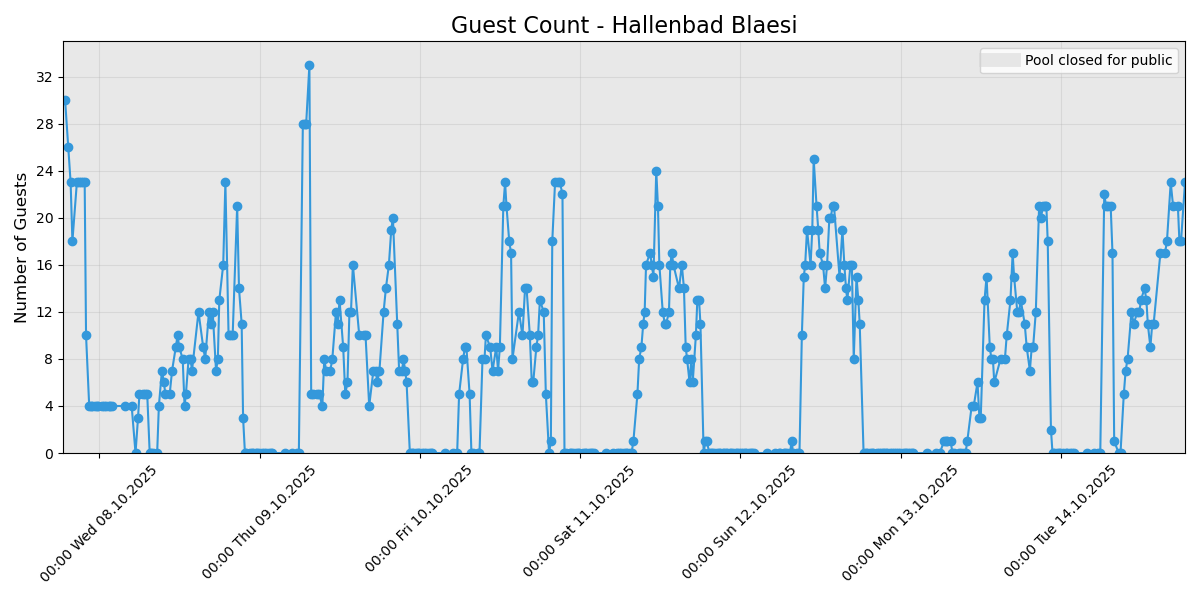 Guest Count - Hallenbad Blaesi
Pool closed for public
Number of Guests
32
28
24
20
16
12
8
4
0
00:00 Wed 08.10.2025
00:00 Thu 09.10.2025
00:00 Fri 10.10.2025
00:00 Sat 11.10.2025
00:00 Sun 12.10.2025
00:00 Mon 13.10.2025
00:00 Tue 14.10.2025